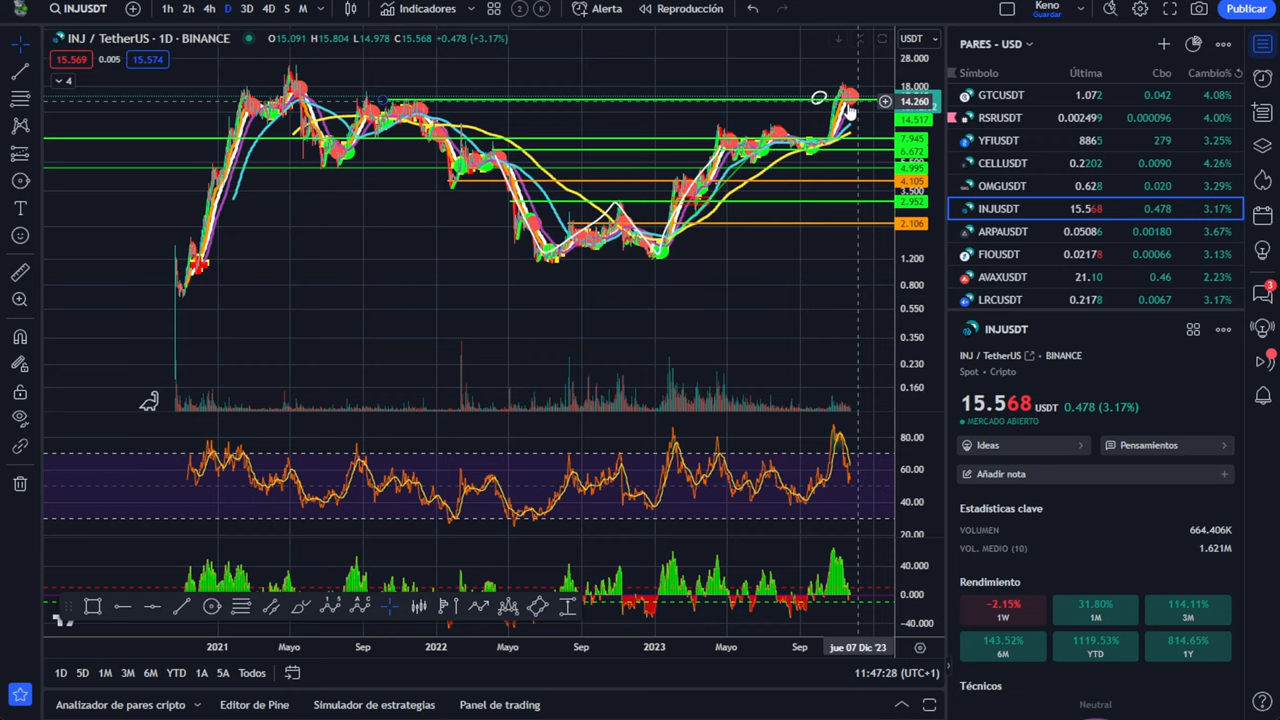 INJUSDT 1h 2h 4h D 3D 4D S M Indicadores 2 K Alerta Reproducción Keno Guardar Publicar
INJ / TetherUS · 1D · BINANCE O15.091 H15.804 L14.978 C15.568 +0.478 (+3.17%) USDT
15.569 0.005 15.574
4
28.000
18.000
14.260
14.517
7.945
6.672
4.995
4.105
3.500
2.952
2.106
1.200
0.800
0.550
0.350
0.230
0.160
80.00
60.00
40.00
20.00
40.000
0.000
−40.000
2021 Mayo Sep 2022 Mayo Sep 2023 Mayo Sep jue 07 Dic '23
1D 5D 1M 3M 6M YTD 1A 5A Todos 11:47:28 (UTC+1)
Analizador de pares cripto Editor de Pine Simulador de estrategias Panel de trading
PARES - USD
Símbolo Última Cbo Cambio%
GTCUSDT 1.072 0.042 4.08%
RSRUSDT 0.002499 0.000096 4.00%
YFIUSDT 8865 279 3.25%
CELLUSDT 0.2202 0.0090 4.26%
OMGUSDT 0.628 0.020 3.29%
INJUSDT 15.568 0.478 3.17%
ARPAUSDT 0.05086 0.00180 3.67%
FIOUSDT 0.02178 0.00066 3.13%
AVAXUSDT 21.10 0.46 2.23%
LRCUSDT 0.2178 0.0067 3.17%
3
INJUSDT
INJ / TetherUS · BINANCE
Spot · Cripto
15.568 USDT 0.478 (3.17%)
MERCADO ABIERTO
Ideas Pensamientos
Añadir nota
Estadísticas clave
VOLUMEN 664.406K
VOL. MEDIO (10) 1.621M
Rendimiento
−2.15% 31.80% 114.11%
1W 1M 3M
143.52% 1119.53% 814.65%
6M YTD 1Y
Técnicos
Neutral